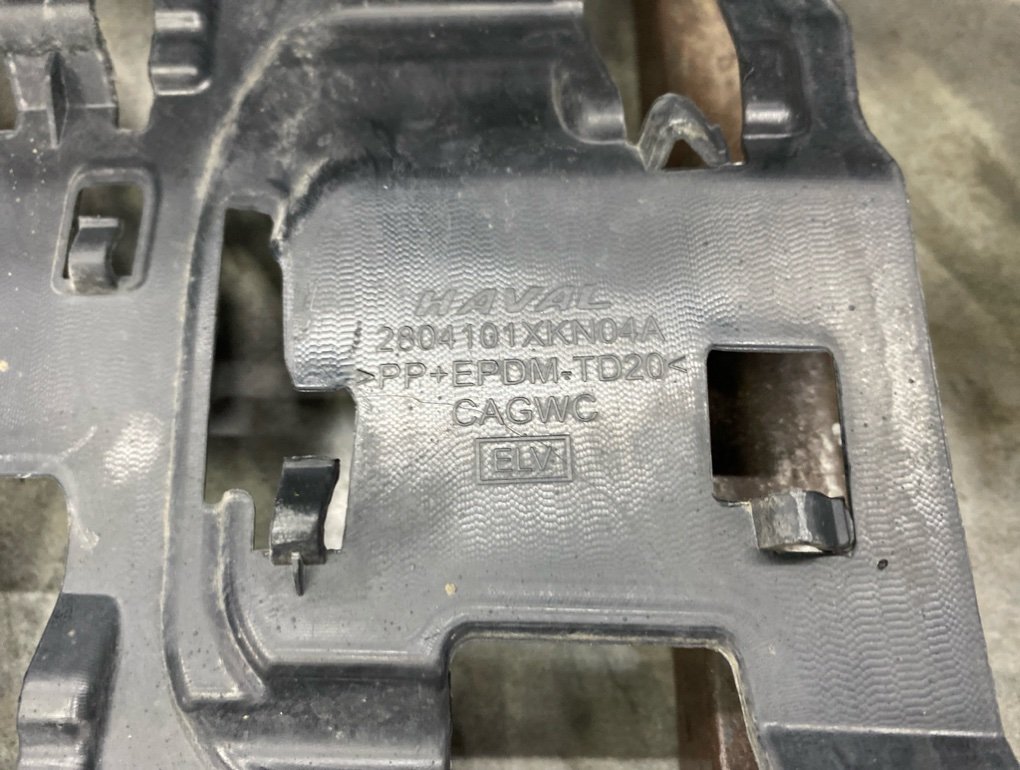 HAVAL
2804101XKN04A
>PP+EPDM-TD20<
CAGWC
ELV